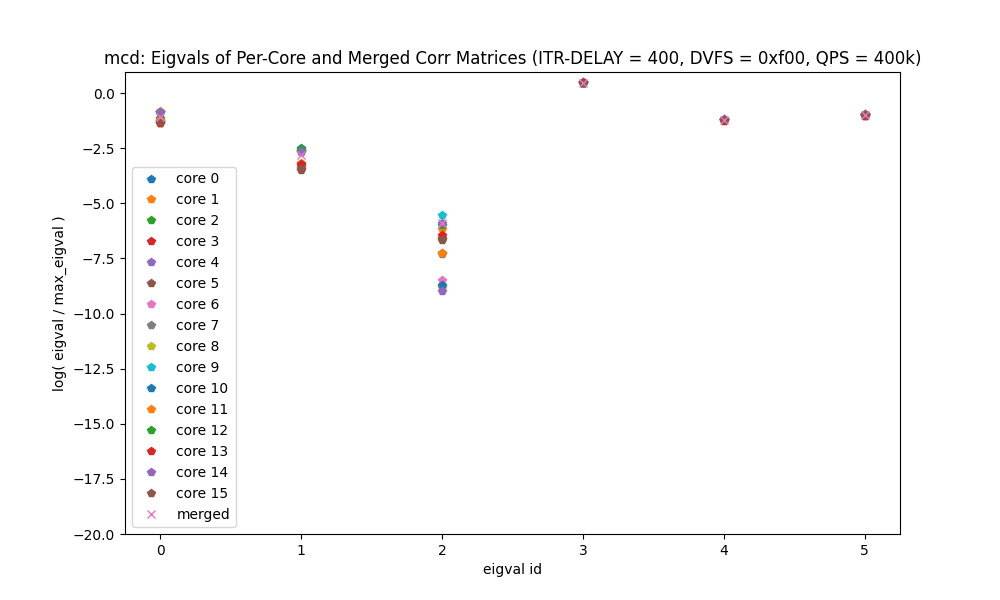 mcd: Eigvals of Per-Core and Merged Corr Matrices (ITR-DELAY = 400, DVFS = 0xf00, QPS = 400k)
log( eigval / max_eigval )
0.0
−2.5
−5.0
−7.5
−10.0
−12.5
−15.0
−17.5
−20.0
core 0
core 1
core 2
core 3
core 4
core 5
core 6
core 7
core 8
core 9
core 10
core 11
core 12
core 13
core 14
core 15
merged
0 1 2 3 4 5
eigval id